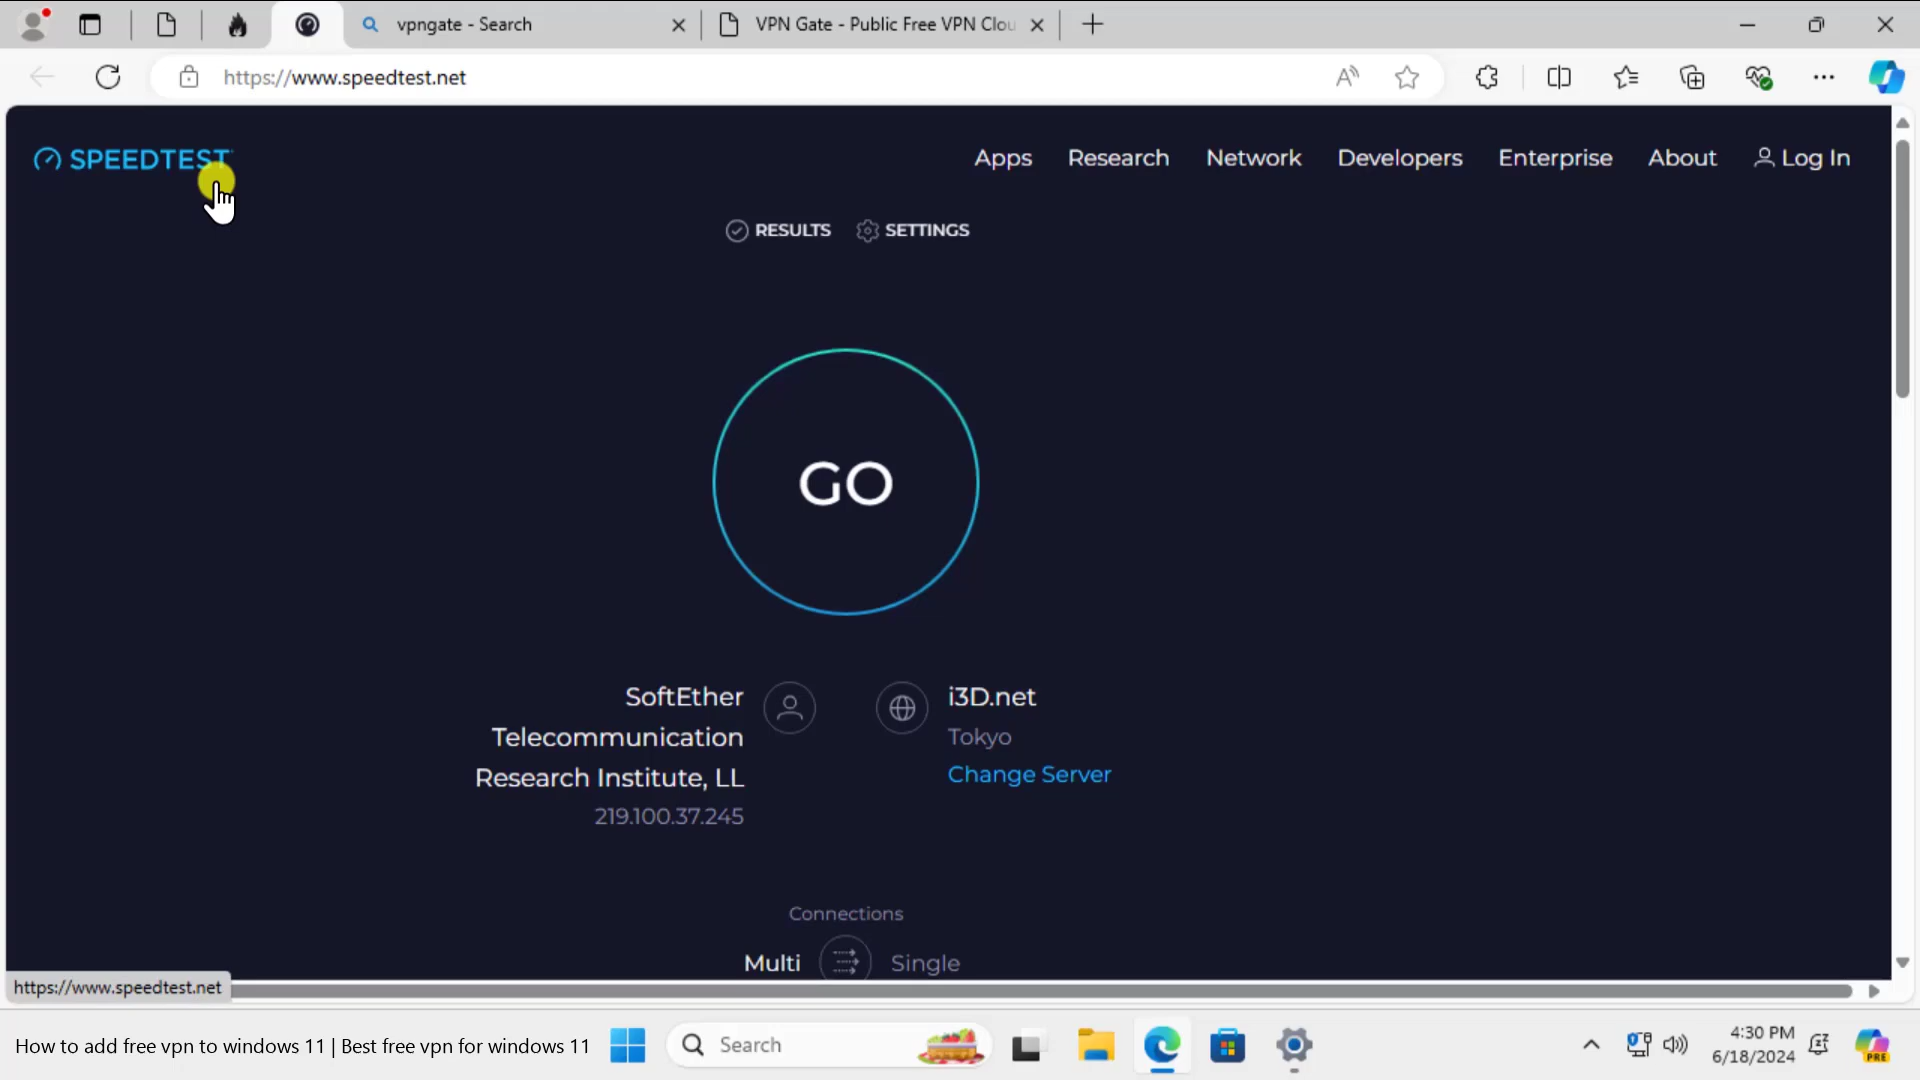 vpngate - Search
VPN Gate - Public Free VPN Clou
https://www.speedtest.net
SPEEDTEST
Apps
Research
Network
Developers
Enterprise
About
Log In
RESULTS
SETTINGS
GO
SoftEther
Telecommunication
Research Institute, LL
219.100.37.245
i3D.net
Tokyo
Change Server
Connections
Multi
Single
https://www.speedtest.net
How to add free vpn to windows 11 | Best free vpn for windows 11
Search
4:30 PM
6/18/2024
PRE